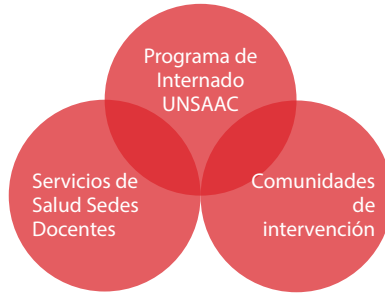 Programa de
Internado
UNSAAC
Servicios de
Salud Sedes
Docentes
Comunidades
de
intervención